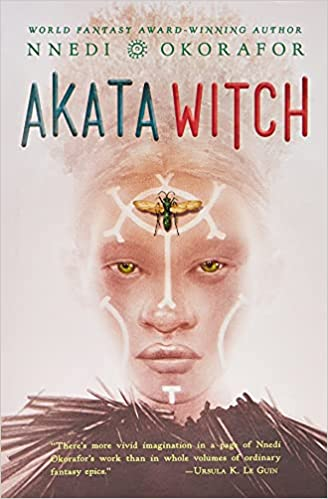 WORLD FANTASY AWARD-WINNING AUTHOR
NNEDI OKORAFOR
AKATA WITCH
"There's more vivid imagination in a page of Nnedi
Okorafor's work than in whole volumes of ordinary
fantasy epics." —Ursula K. Le Guin